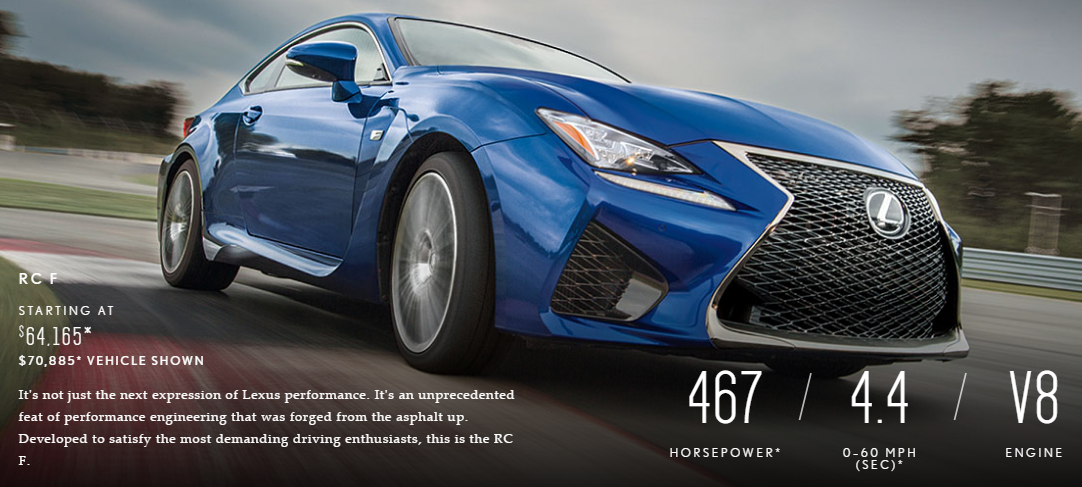 RC F
STARTING AT
$64.165*
$70,885* VEHICLE SHOWN
It's not just the next expression of Lexus performance. It's an unprecedented
feat of performance engineering that was forged from the asphalt up.
Developed to satisfy the most demanding driving enthusiasts, this is the RC
F.
467 / 4.4 / V8
HORSEPOWER* 0-60 MPH ENGINE
(SEC)*